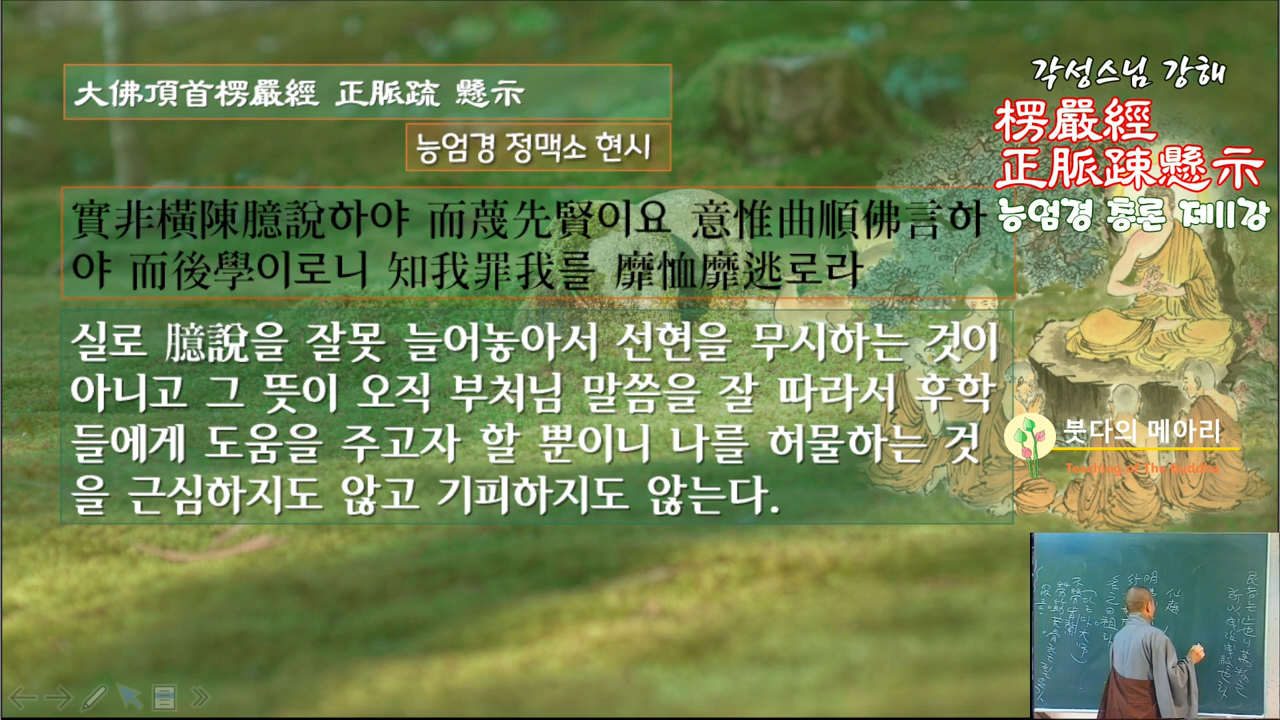 大佛頂首楞嚴經 正脈疏 懸示
능엄경 정맥소 현시
實非橫陳臆說하야 而蔑先賢이요 意惟曲順佛言하
야 而後學이로니 知我罪我를 靡恤靡逃로라
실로 臆說을 잘못 늘어놓아서 선현을 무시하는 것이
아니고 그 뜻이 오직 부처님 말씀을 잘 따라서 후학
들에게 도움을 주고자 할 뿐이니 나를 허물하는 것
을 근심하지도 않고 기피하지도 않는다.
각성스님 강해
楞嚴經
正脈疎懸示
능엄경 총론 제11강
붓다의 메아리
Teaching of The Buddha